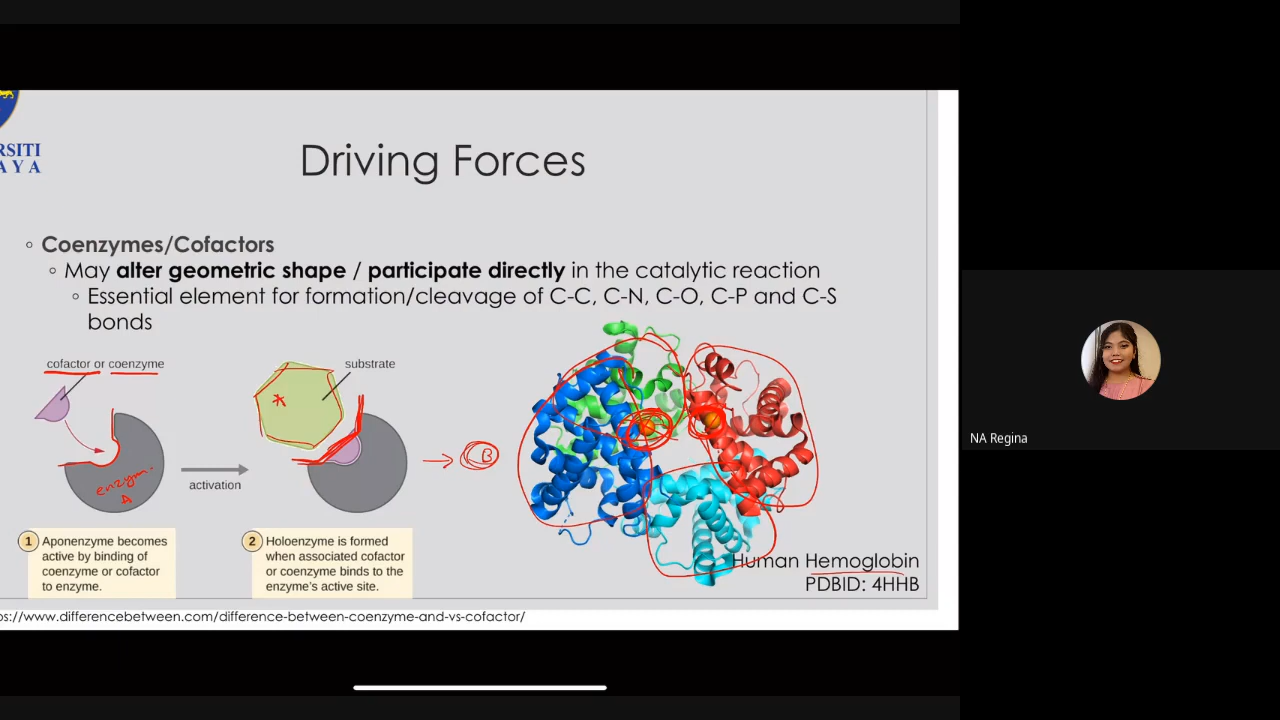 RSITI
A Y A
Driving Forces
Coenzymes/Cofactors
May alter geometric shape / participate directly in the catalytic reaction
Essential element for formation/cleavage of C-C, C-N, C-O, C-P and C-S
bonds
cofactor or coenzyme
substrate
A
enzym-
A
activation
B
1 Aponenzyme becomes
active by binding of
coenzyme or cofactor
to enzyme.
2 Holoenzyme is formed
when associated cofactor
or coenzyme binds to the
enzyme's active site.
Human Hemoglobin
PDBID: 4HHB
ps://www.differencebetween.com/difference-between-coenzyme-and-vs-cofactor/
NA Regina